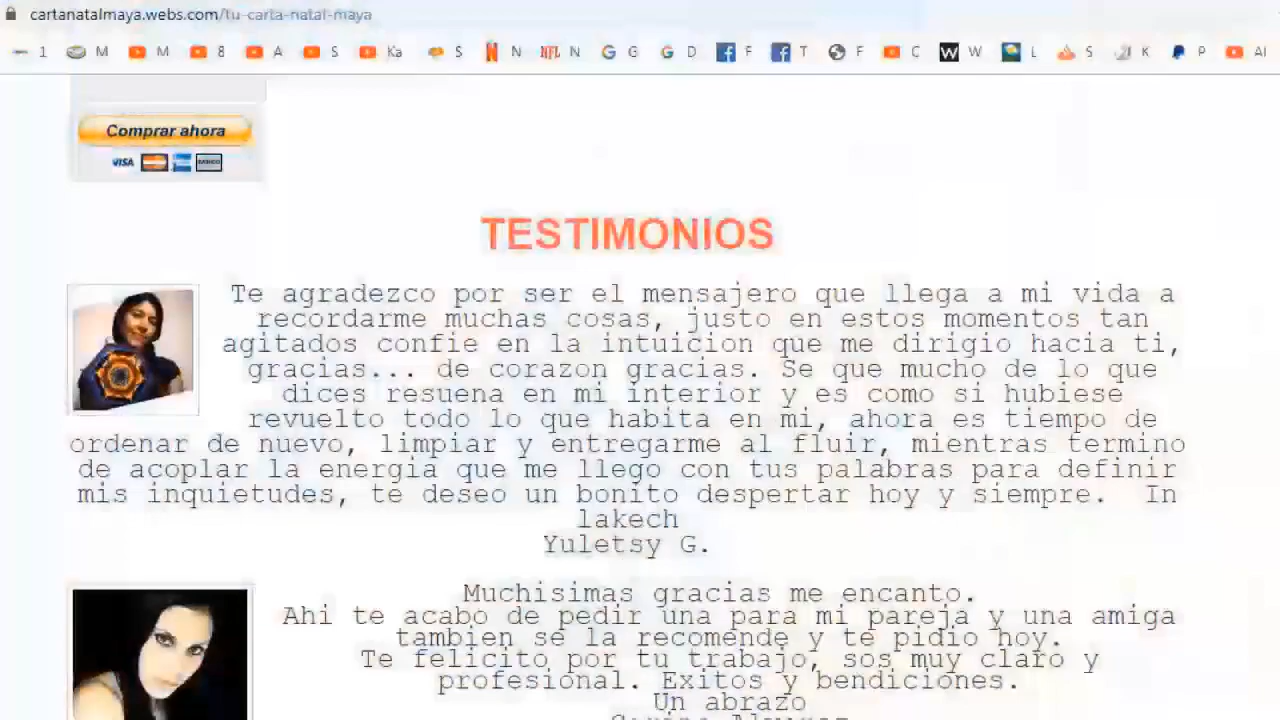 cartanatalmaya.webs.com/tu-carta-natal-maya
1 M M 8 A S Ka S N NFL N G D F T F C W W L S K P Al
Comprar ahora
VISA
TESTIMONIOS
Te agradezco por ser el mensajero que llega a mi vida a
recordarme muchas cosas, justo en estos momentos tan
agitados confie en la intuicion que me dirigio hacia ti,
gracias... de corazon gracias. Se que mucho de lo que
dices resuena en mi interior y es como si hubiese
revuelto todo lo que habita en mi, ahora es tiempo de
ordenar de nuevo, limpiar y entregarme al fluir, mientras termino
de acoplar la energia que me llego con tus palabras para definir
mis inquietudes, te deseo un bonito despertar hoy y siempre. In
lakech
Yuletsy G.
Muchisimas gracias me encanto.
Ahi te acabo de pedir una para mi pareja y una amiga
tambien se la recomende y te pidio hoy.
Te felicito por tu trabajo, sos muy claro y
profesional. Exitos y bendiciones.
Un abrazo